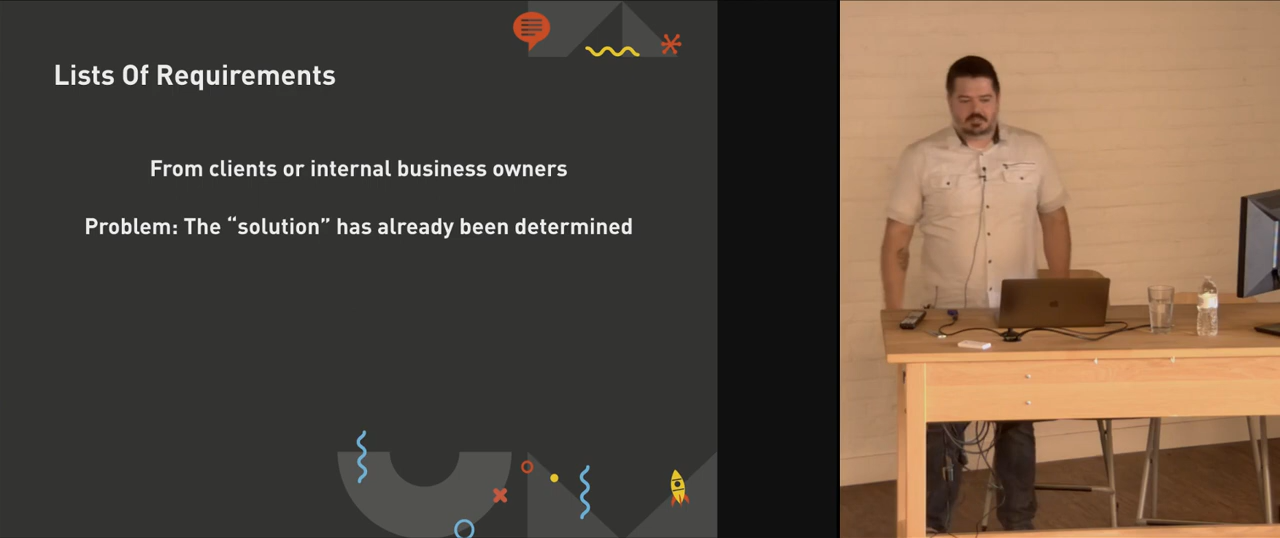 Lists Of Requirements
From clients or internal business owners
Problem: The “solution” has already been determined